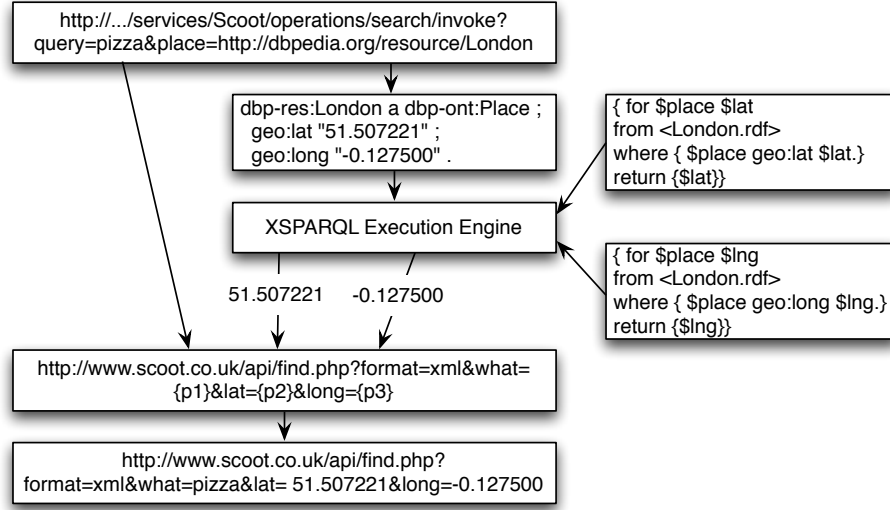 http://.../services/Scoot/operations/search/invoke?
query=pizza&place=http://dbpedia.org/resource/London
dbp-res:London a dbp-ont:Place ;
geo:lat "51.507221" ;
geo:long "-0.127500" .
{ for $place $lat
from <London.rdf>
where { $place geo:lat $lat.}
return {$lat}}
XSPARQL Execution Engine
{ for $place $lng
from <London.rdf>
where { $place geo:long $lng.}
return {$lng}}
51.507221
-0.127500
http://www.scoot.co.uk/api/find.php?format=xml&what=
{p1}&lat={p2}&long={p3}
http://www.scoot.co.uk/api/find.php?
format=xml&what=pizza&lat= 51.507221&long=-0.127500